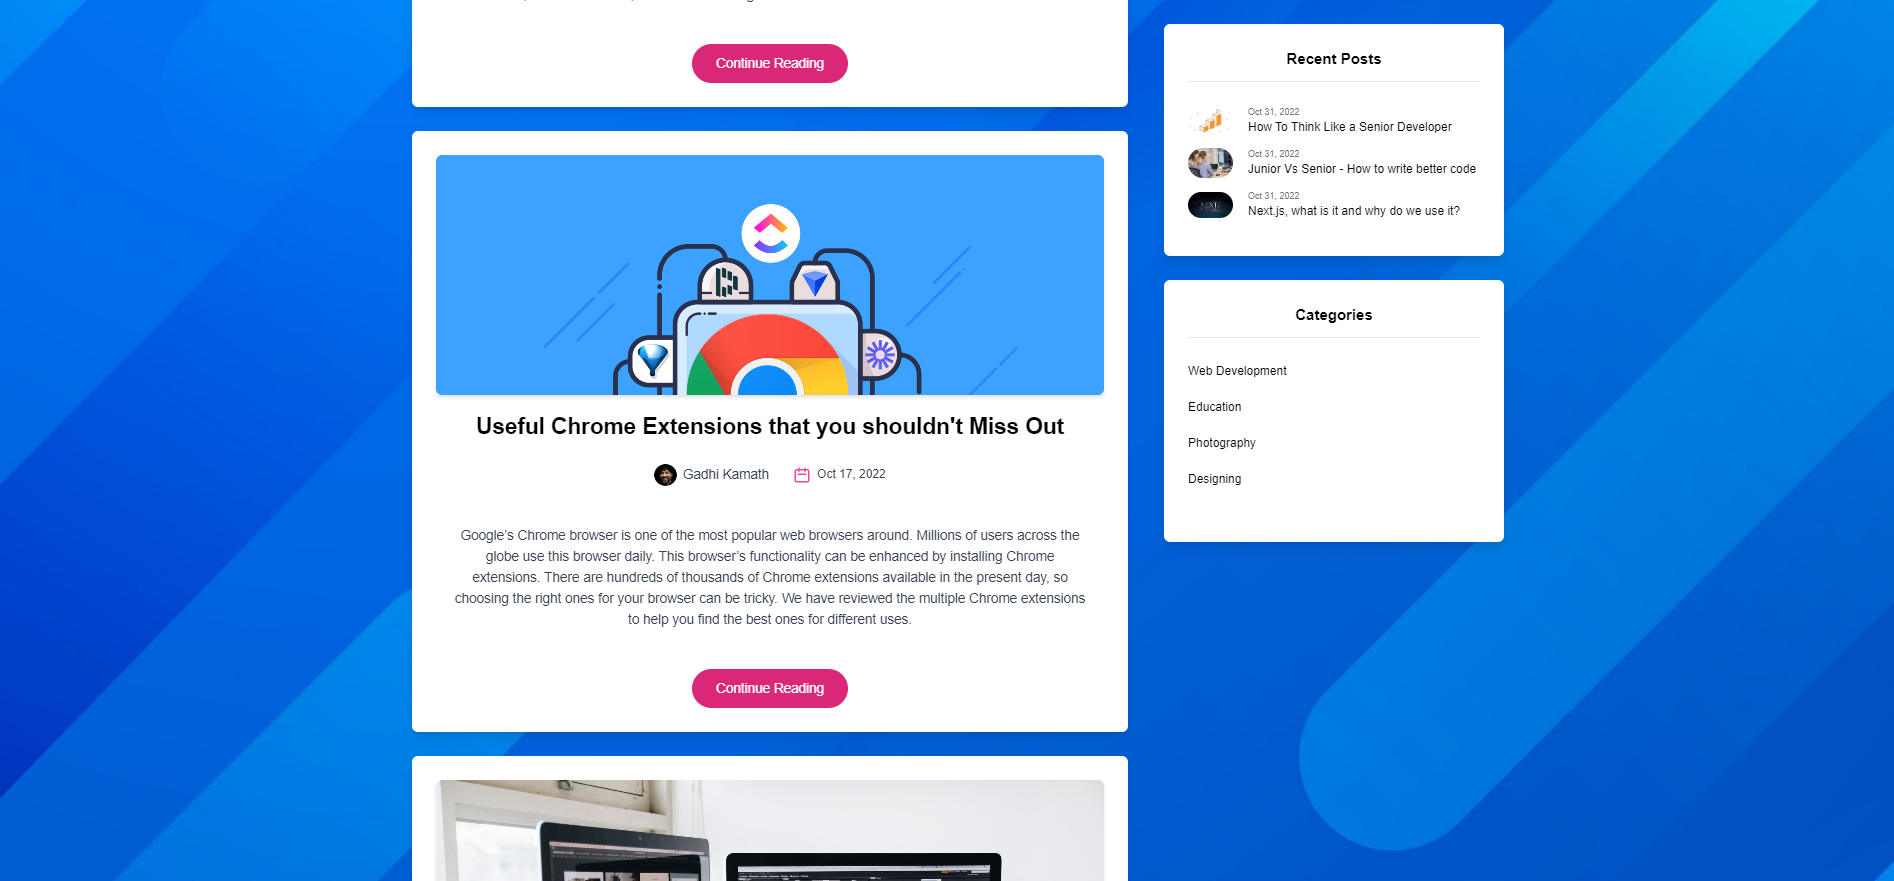 Continue Reading
Useful Chrome Extensions that you shouldn't Miss Out
Gadhi Kamath
Oct 17, 2022
Google’s Chrome browser is one of the most popular web browsers around. Millions of users across the
globe use this browser daily. This browser’s functionality can be enhanced by installing Chrome
extensions. There are hundreds of thousands of Chrome extensions available in the present day, so
choosing the right ones for your browser can be tricky. We have reviewed the multiple Chrome extensions
to help you find the best ones for different uses.
Continue Reading
Recent Posts
Oct 31, 2022
How To Think Like a Senior Developer
Oct 31, 2022
Junior Vs Senior - How to write better code
Oct 31, 2022
Next.js, what is it and why do we use it?
Categories
Web Development
Education
Photography
Designing